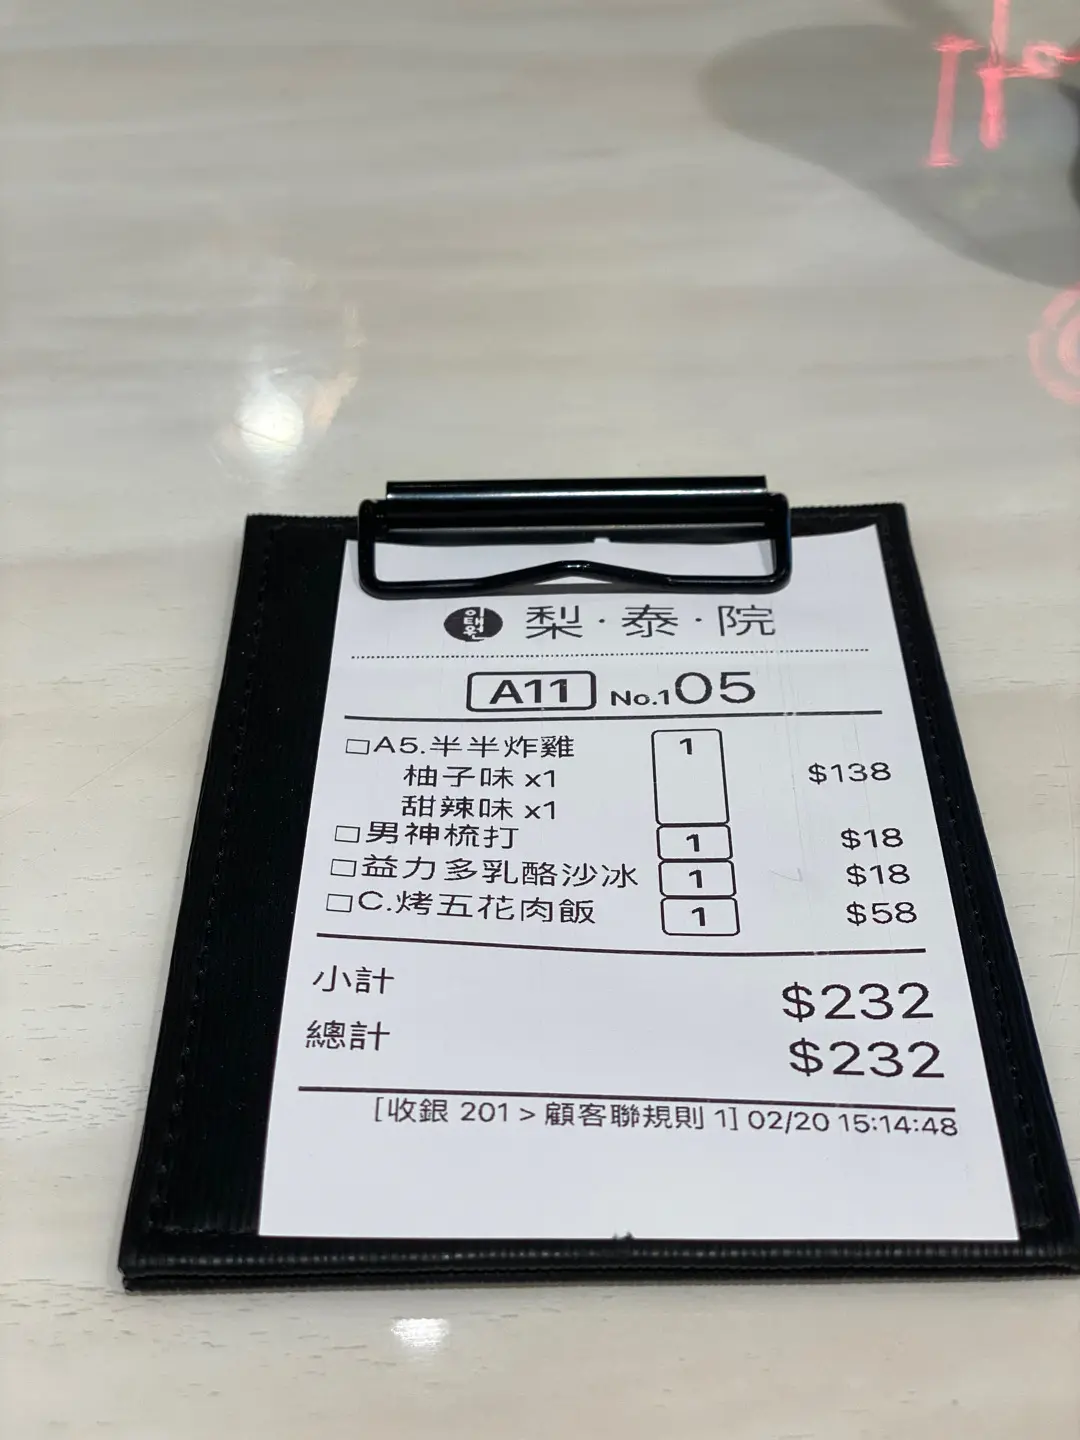 이태원 梨·泰·院
A11 No.105
□A5.半半炸雞 1 $138
柚子味 x1
甜辣味 x1
□男神梳打 1 $18
□益力多乳酪沙冰 1 $18
□C.烤五花肉飯 1 $58
小計 $232
總計 $232
[收銀 201 > 顧客聯規則 1] 02/20 15:14:48